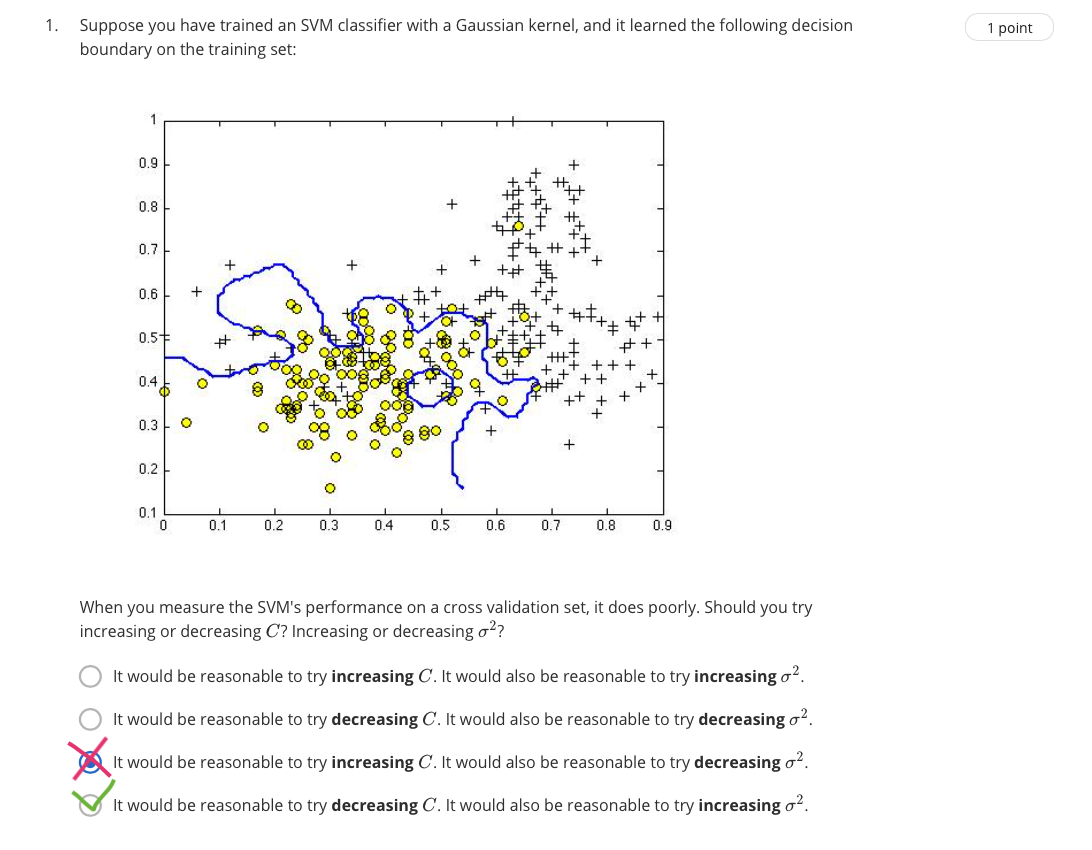 1. Suppose you have trained an SVM classifier with a Gaussian kernel, and it learned the following decision
1 point
boundary on the training set:
1
0.9
0.8
0.7
0.6
0.5
0.4
0.3
0.2
0.1
0 0.1 0.2 0.3 0.4 0.5 0.6 0.7 0.8 0.9
When you measure the SVM's performance on a cross validation set, it does poorly. Should you try
increasing or decreasing C? Increasing or decreasing σ²?
It would be reasonable to try increasing C. It would also be reasonable to try increasing σ².
It would be reasonable to try decreasing C. It would also be reasonable to try decreasing σ².
It would be reasonable to try increasing C. It would also be reasonable to try decreasing σ².
It would be reasonable to try decreasing C. It would also be reasonable to try increasing σ².